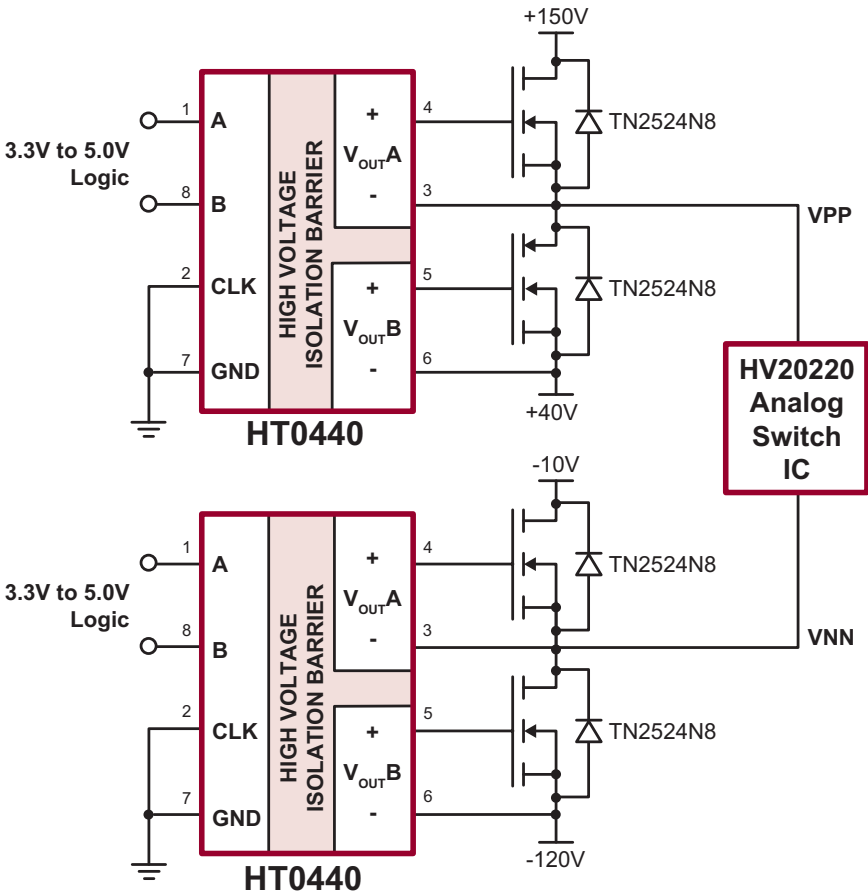 +150V
1
A
3.3V to 5.0V
Logic
8
B
2
CLK
7
GND
HIGH VOLTAGE
ISOLATION BARRIER
+
VOUTA
-
+
VOUTB
-
4
3
5
6
TN2524N8
TN2524N8
+40V
VPP
HT0440
HV20220
Analog
Switch
IC
-10V
1
A
3.3V to 5.0V
Logic
8
B
2
CLK
7
GND
HIGH VOLTAGE
ISOLATION BARRIER
+
VOUTA
-
+
VOUTB
-
4
3
5
6
TN2524N8
TN2524N8
VNN
-120V
HT0440